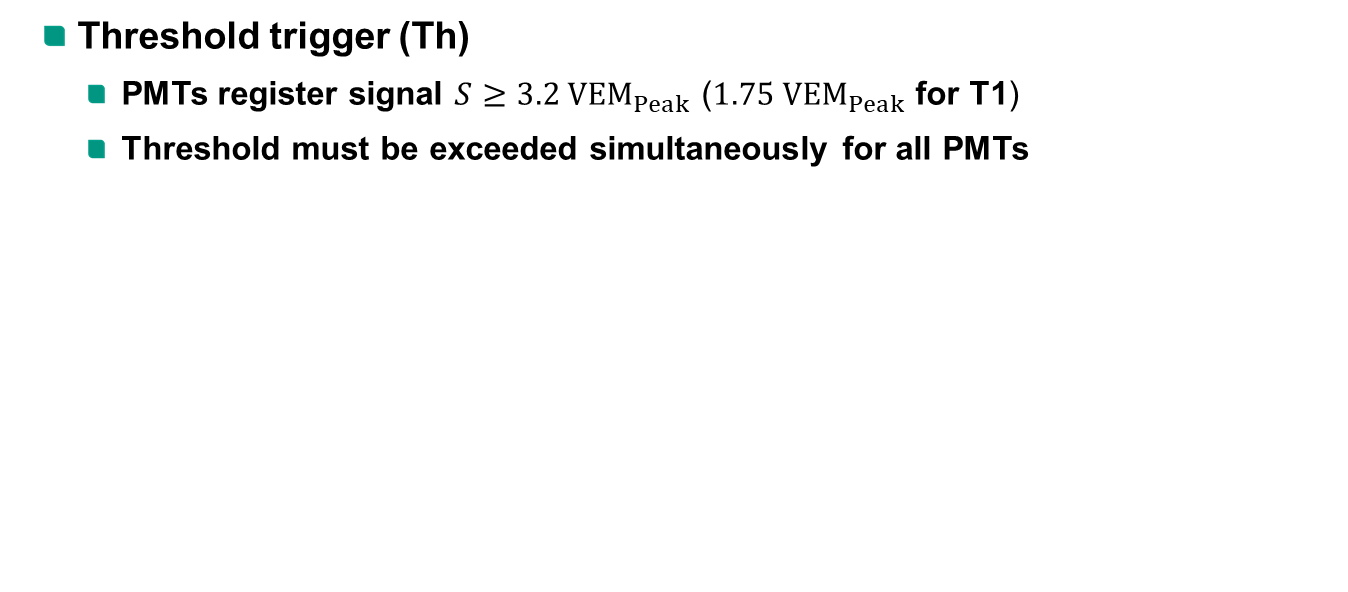 Threshold trigger (Th)
PMTs register signal S ≥ 3.2 VEM_Peak (1.75 VEM_Peak for T1)
Threshold must be exceeded simultaneously for all PMTs